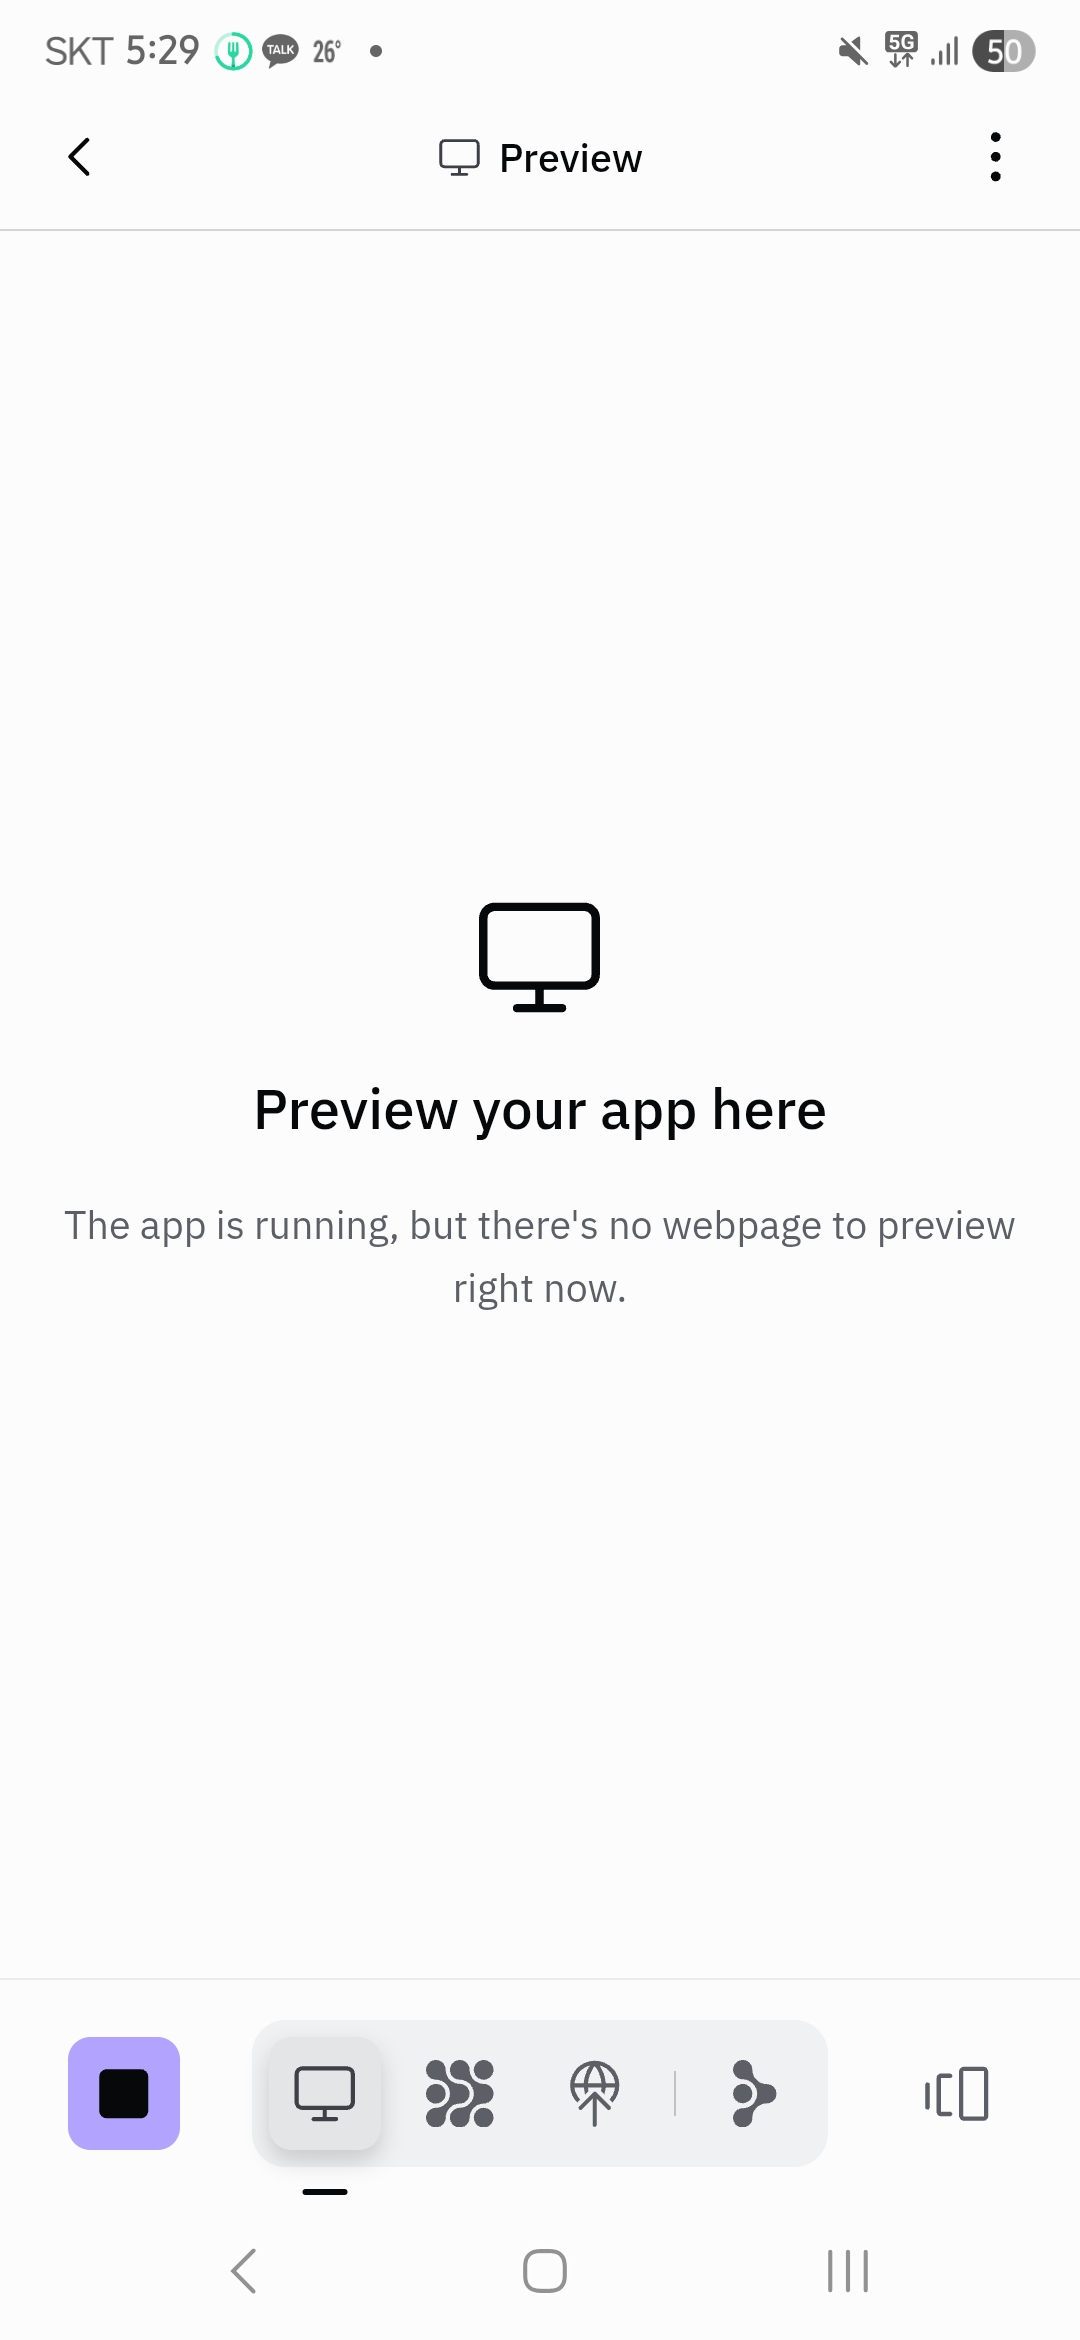 SKT 5:29 TALK 26° 5G 50
Preview
Preview your app here
The app is running, but there's no webpage to preview
right now.